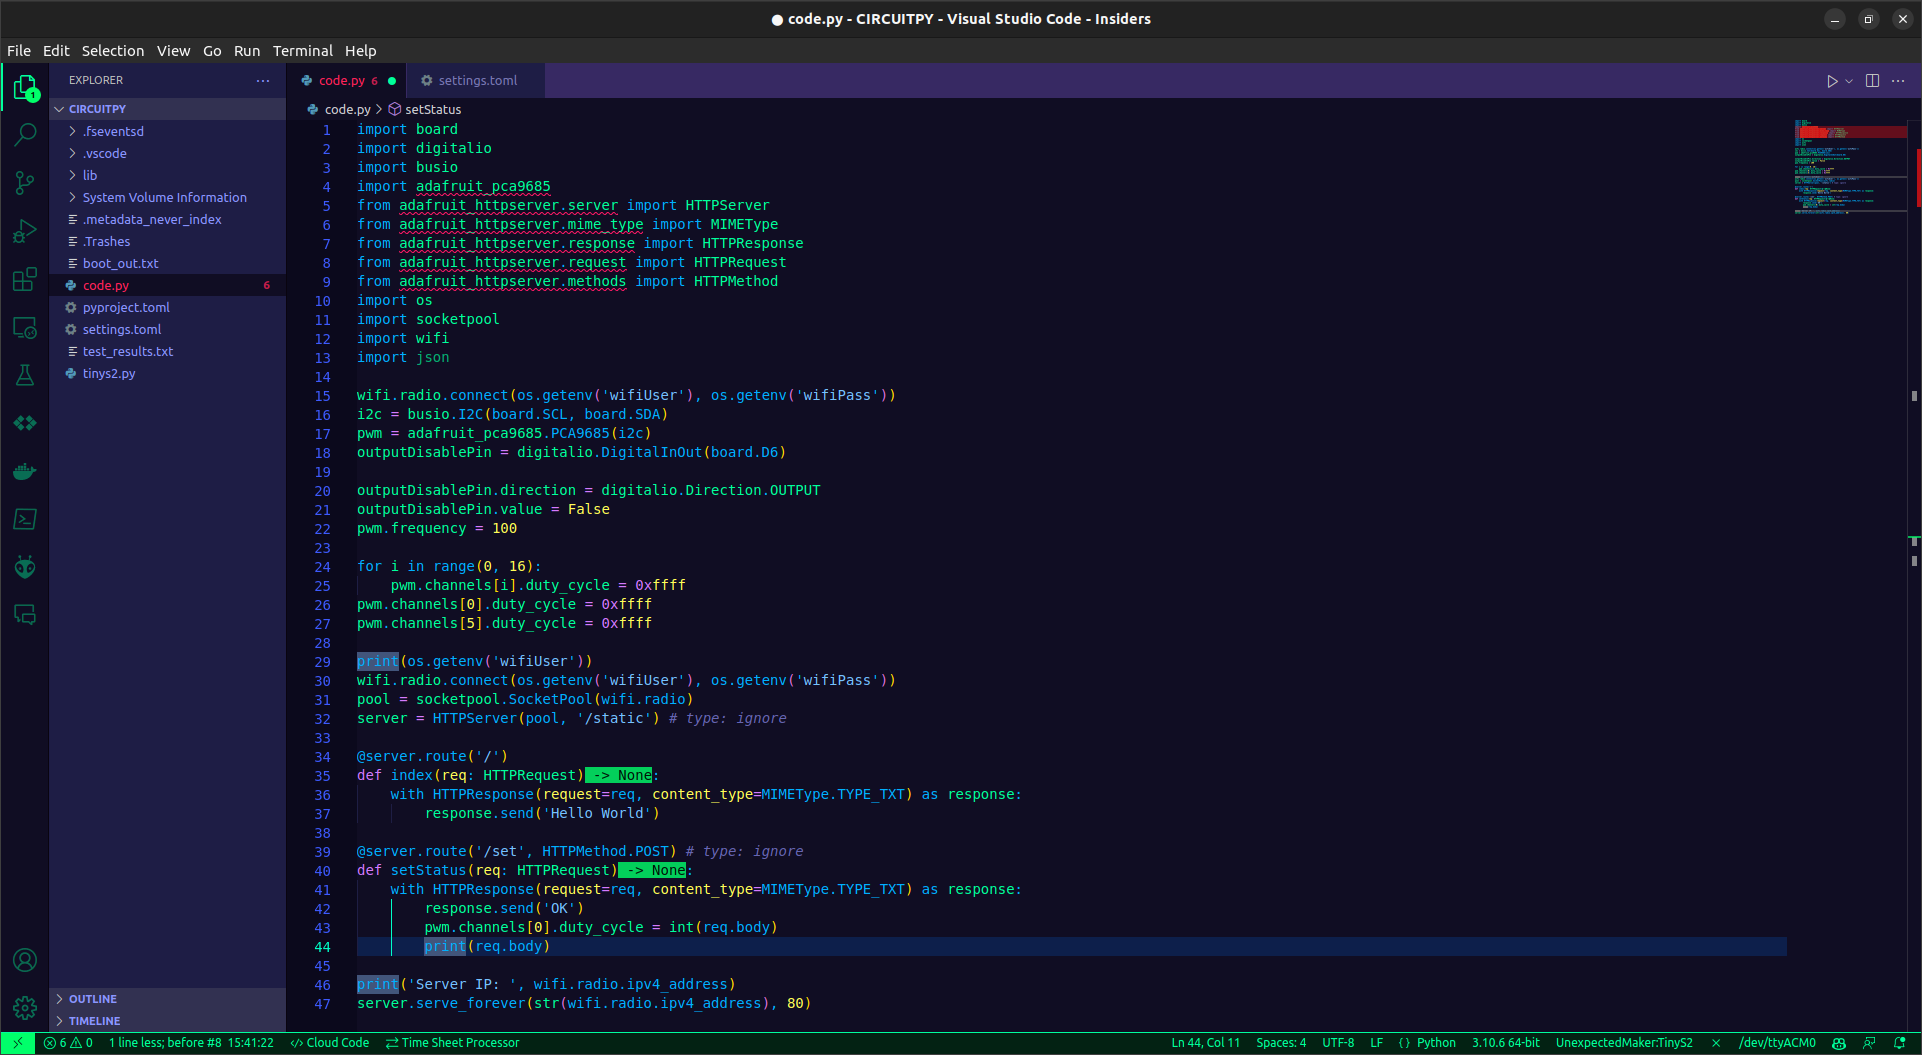 ● code.py - CIRCUITPY - Visual Studio Code - Insiders
File Edit Selection View Go Run Terminal Help
EXPLORER
code.py 6
settings.toml
CIRCUITPY
code.py > setStatus
.fseventsd
.vscode
lib
System Volume Information
.metadata_never_index
.Trashes
boot_out.txt
code.py 6
pyproject.toml
settings.toml
test_results.txt
tinys2.py
OUTLINE
TIMELINE
1 import board
2 import digitalio
3 import busio
4 import adafruit_pca9685
5 from adafruit_httpserver.server import HTTPServer
6 from adafruit_httpserver.mime_type import MIMEType
7 from adafruit_httpserver.response import HTTPResponse
8 from adafruit_httpserver.request import HTTPRequest
9 from adafruit_httpserver.methods import HTTPMethod
10 import os
11 import socketpool
12 import wifi
13 import json
14
15 wifi.radio.connect(os.getenv('wifiUser'), os.getenv('wifiPass'))
16 i2c = busio.I2C(board.SCL, board.SDA)
17 pwm = adafruit_pca9685.PCA9685(i2c)
18 outputDisablePin = digitalio.DigitalInOut(board.D6)
19
20 outputDisablePin.direction = digitalio.Direction.OUTPUT
21 outputDisablePin.value = False
22 pwm.frequency = 100
23
24 for i in range(0, 16):
25 pwm.channels[i].duty_cycle = 0xffff
26 pwm.channels[0].duty_cycle = 0xffff
27 pwm.channels[5].duty_cycle = 0xffff
28
29 print(os.getenv('wifiUser'))
30 wifi.radio.connect(os.getenv('wifiUser'), os.getenv('wifiPass'))
31 pool = socketpool.SocketPool(wifi.radio)
32 server = HTTPServer(pool, '/static') # type: ignore
33
34 @server.route('/')
35 def index(req: HTTPRequest) -> None:
36 with HTTPResponse(request=req, content_type=MIMEType.TYPE_TXT) as response:
37 response.send('Hello World')
38
39 @server.route('/set', HTTPMethod.POST) # type: ignore
40 def setStatus(req: HTTPRequest) -> None:
41 with HTTPResponse(request=req, content_type=MIMEType.TYPE_TXT) as response:
42 response.send('OK')
43 pwm.channels[0].duty_cycle = int(req.body)
44 print(req.body)
45
46 print('Server IP: ', wifi.radio.ipv4_address)
47 server.serve_forever(str(wifi.radio.ipv4_address), 80)
6 0 1 line less; before #8 15:41:22 Cloud Code Time Sheet Processor Ln 44, Col 11 Spaces: 4 UTF-8 LF {} Python 3.10.6 64-bit UnexpectedMaker:TinyS2 × /dev/ttyACM0